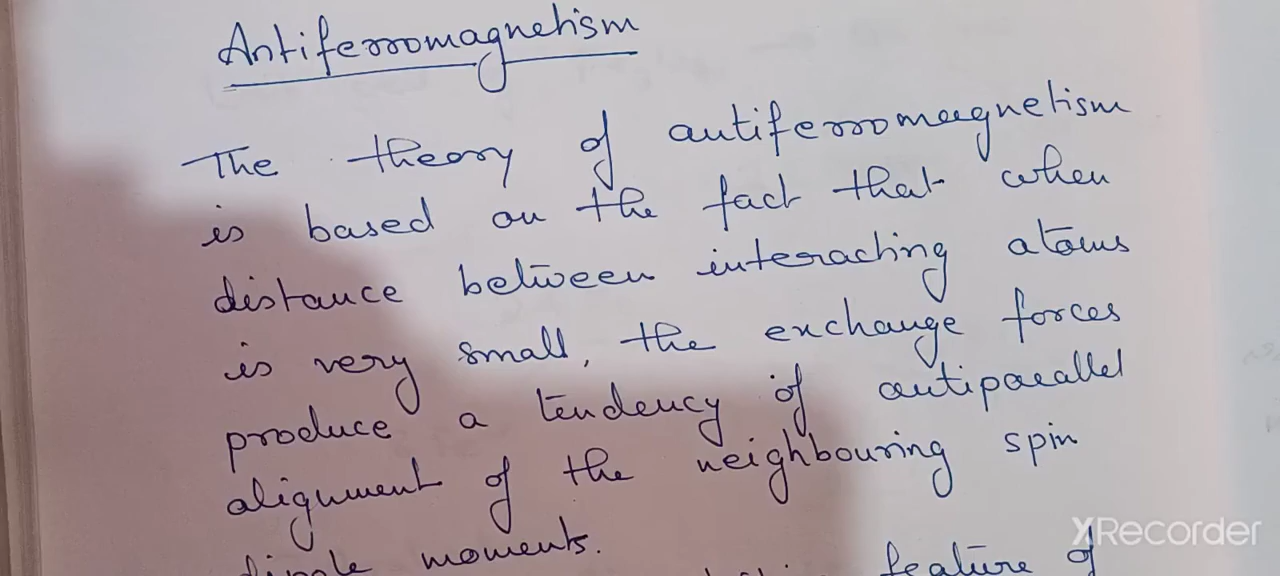 Antiferromagnetism
The theory of antiferromagnetism
is based on the fact that when
distance between interacting atoms
is very small, the exchange forces
produce a tendency of antiparallel
alignment of the neighbouring spin
dipole moments.
feature of
XRecorder